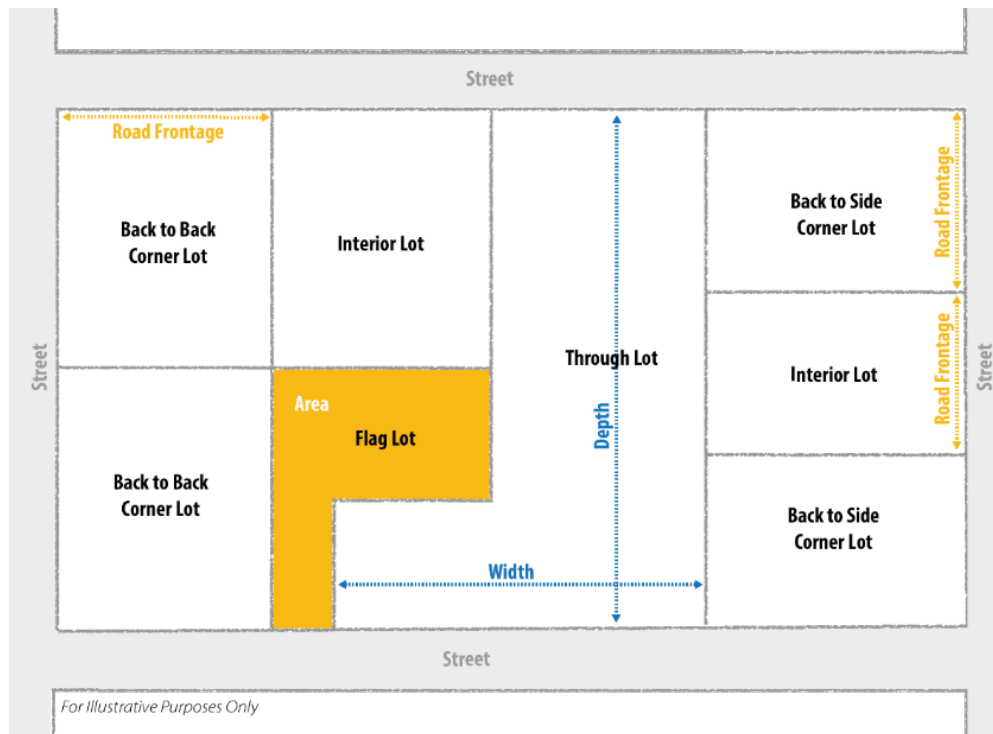 Street
Road Frontage
Back to Back
Corner Lot
Interior Lot
Back to Side
Corner Lot
Road Frontage
Street
Through Lot
Depth
Interior Lot
Road Frontage
Street
Area
Flag Lot
Back to Back
Corner Lot
Back to Side
Corner Lot
Width
Street
For Illustrative Purposes Only